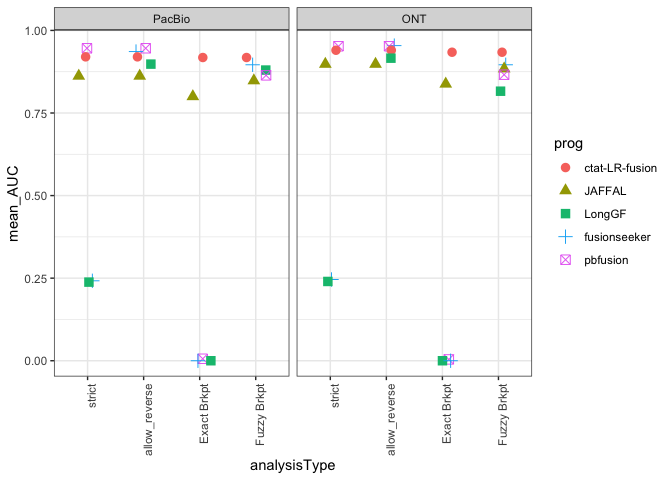 PacBio
ONT
mean_AUC
1.00
0.75
0.50
0.25
0.00
strict
allow_reverse
Exact Brkpt
Fuzzy Brkpt
strict
allow_reverse
Exact Brkpt
Fuzzy Brkpt
analysisType
prog
ctat-LR-fusion
JAFFAL
LongGF
fusionseeker
pbfusion